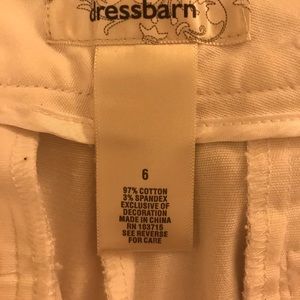 dressbarn
6
97% COTTON
3% SPANDEX
EXCLUSIVE OF
DECORATION
MADE IN CHINA
RN 103715
SEE REVERSE
FOR CARE